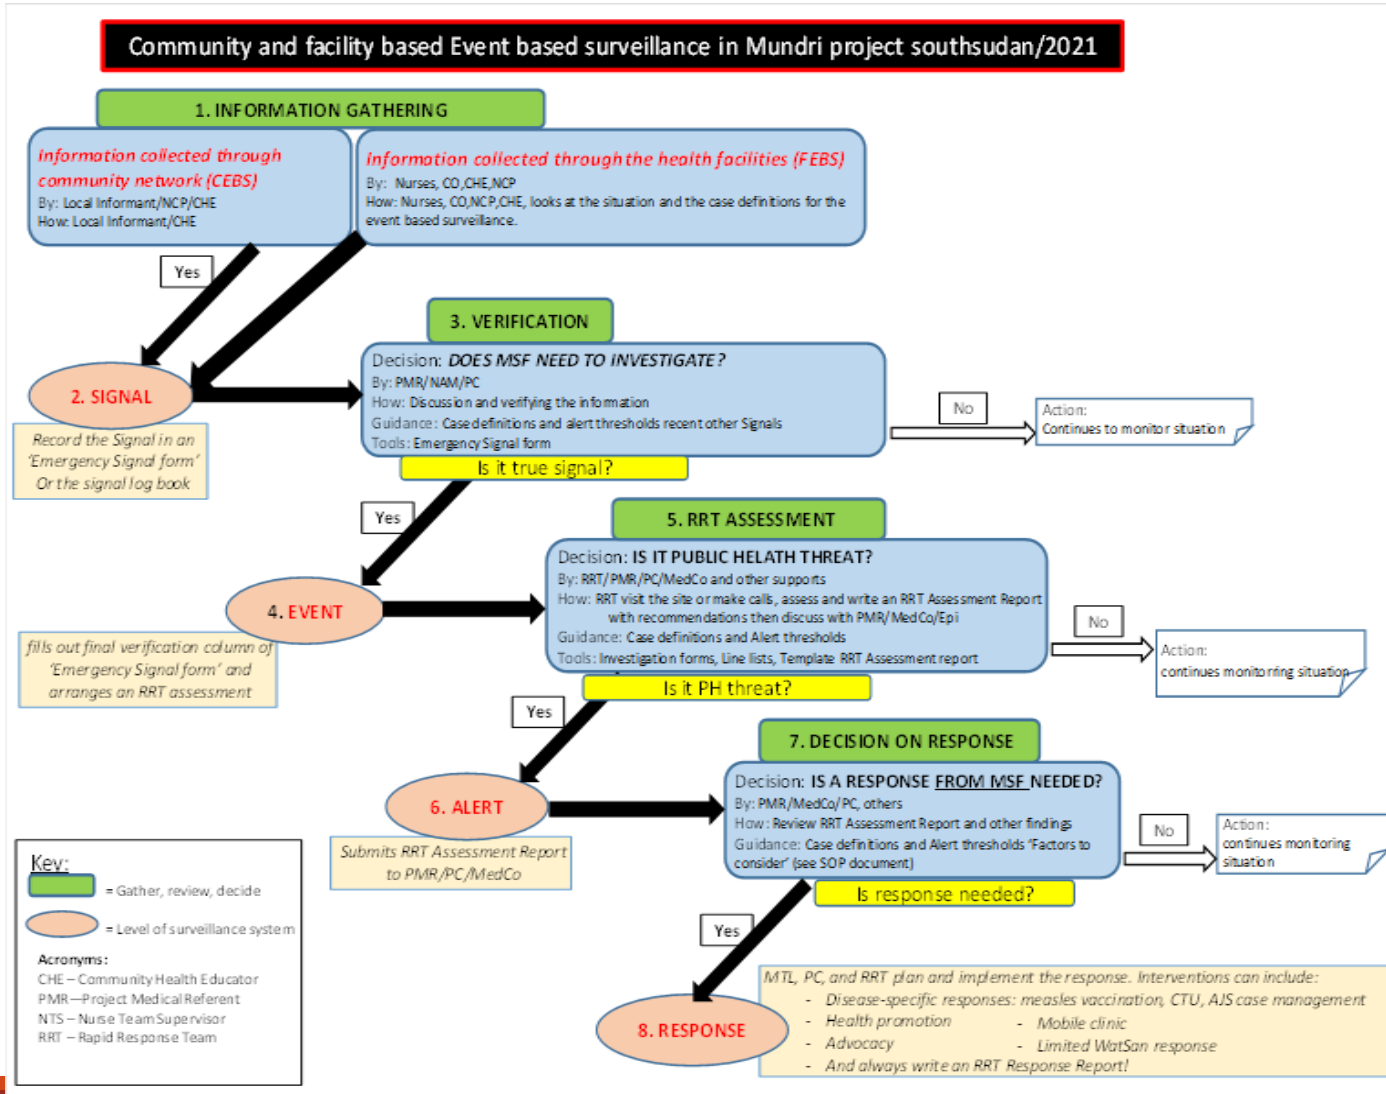 Community and facility based Event based surveillance in Mundri project southsudan/2021
1. INFORMATION GATHERING
Information collected through
community network (CEBS)
By: Local Informant/NCP/CHE
How: Local Informant/CHE
Information collected through the health facilities (FEBS)
By: Nurses, CO,CHE,NCP
How: Nurses, CO,NCP,CHE, looks at the situation and the case definitions for the
event based surveillance.
Yes
2. SIGNAL
Record the Signal in an
'Emergency Signal form'
Or the signal log book
3. VERIFICATION
Decision: DOES MSF NEED TO INVESTIGATE?
By: PMR/NAM/PC
How: Discussion and verifying the information
Guidance: Case definitions and alert thresholds recent other Signals
Tools: Emergency Signal form
Is it true signal?
No
Action:
Continues to monitor situation
Yes
4. EVENT
fills out final verification column of
'Emergency Signal form' and
arranges an RRT assessment
5. RRT ASSESSMENT
Decision: IS IT PUBLIC HELATH THREAT?
By: RRT/PMR/PC/MedCo and other supports
How: RRT visit the site or make calls, assess and write an RRT Assessment Report
with recommendations then discuss with PMR/MedCo/Epi
Guidance: Case definitions and Alert thresholds
Tools: Investigation forms, Line lists, Template RRT Assessment report
Is it PH threat?
No
Action:
continues monitorring situation
Yes
6. ALERT
Submits RRT Assessment Report
to PMR/PC/MedCo
7. DECISION ON RESPONSE
Decision: IS A RESPONSE FROM MSF NEEDED?
By: PMR/MedCo/PC, others
How: Review RRT Assessment Report and other findings
Guidance: Case definitions and Alert thresholds 'Factors to
consider' (see SOP document)
Is response needed?
No
Action:
continues monitoring
situation
Yes
8. RESPONSE
MTL, PC, and RRT plan and implement the response. Interventions can include:
- Disease-specific responses: measles vaccination, CTU, AJS case management
- Health promotion - Mobile clinic
- Advocacy - Limited WatSan response
- And always write an RRT Response Report!
Key:
= Gather, review, decide
= Level of surveillance system
Acronyms:
CHE – Community Health Educator
PMR—Project Medical Referent
NTS – Nurse Team Supervisor
RRT – Rapid Response Team